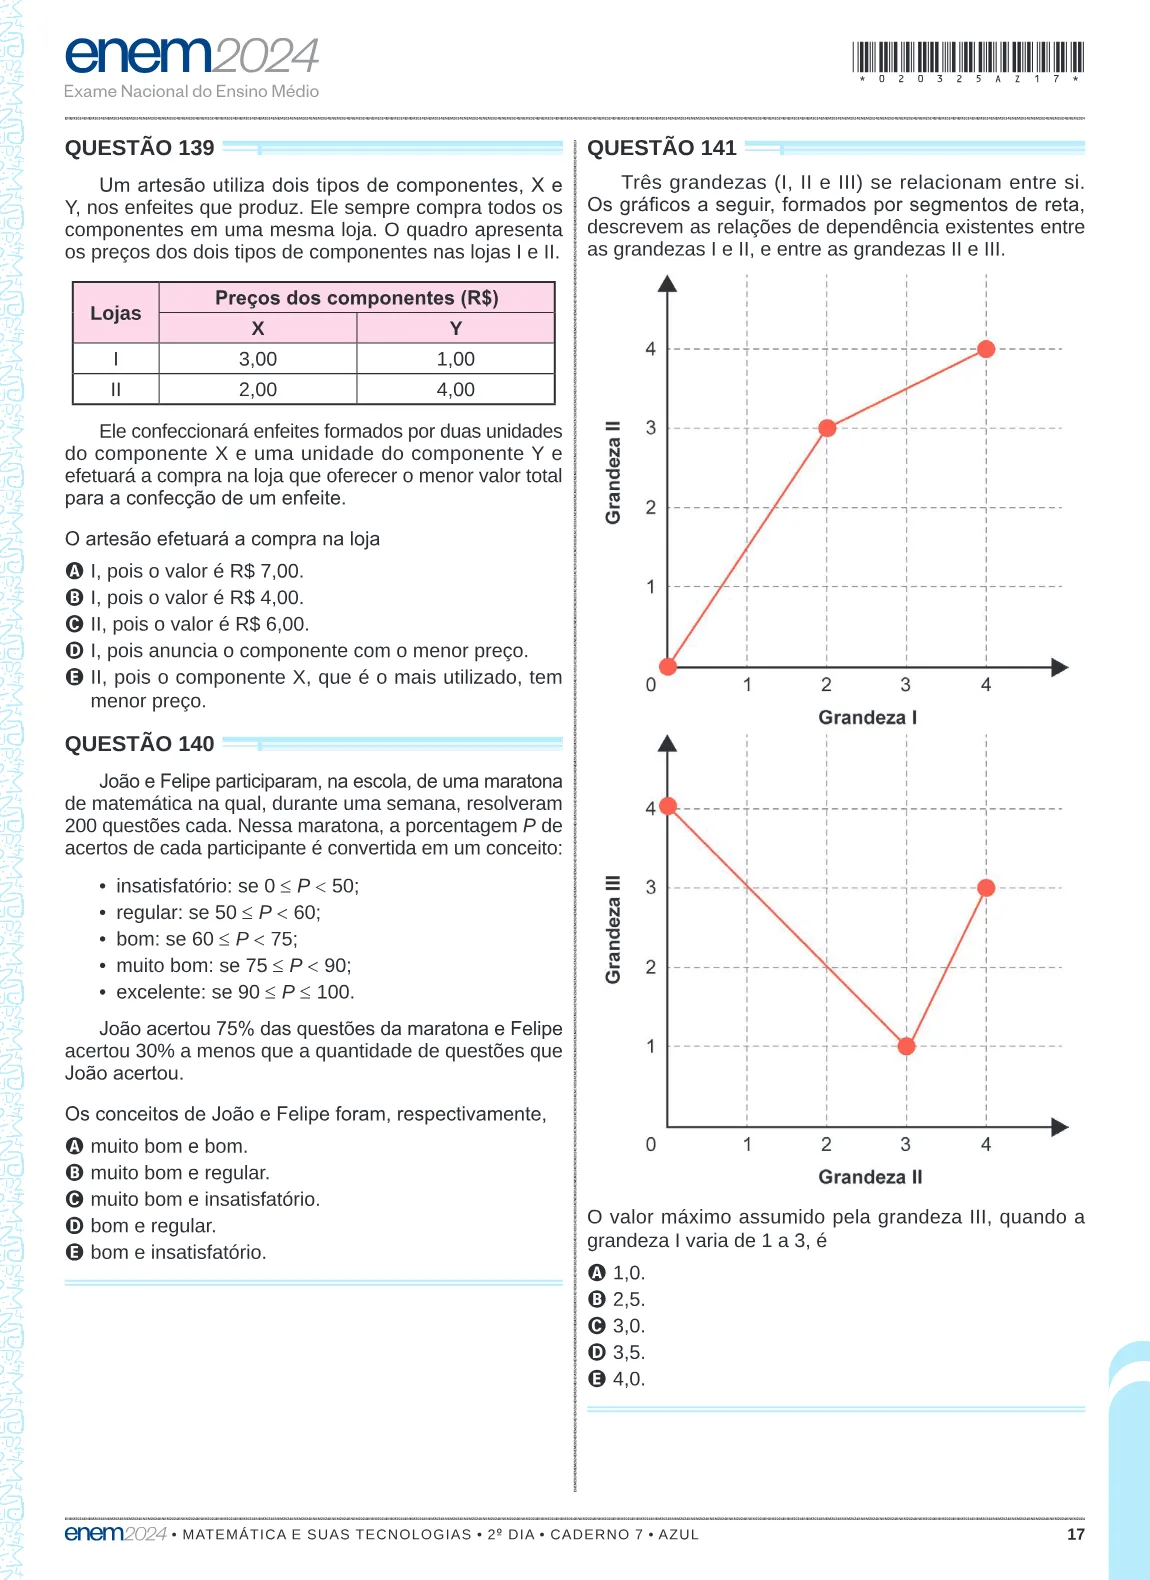 enem2024
Exame Nacional do Ensino Médio
*020325AZ17*
QUESTÃO 139
Um artesão utiliza dois tipos de componentes, X e
Y, nos enfeites que produz. Ele sempre compra todos os
componentes em uma mesma loja. O quadro apresenta
os preços dos dois tipos de componentes nas lojas I e II.
Lojas
Preços dos componentes (R$)
X Y
I 3,00 1,00
II 2,00 4,00
Ele confeccionará enfeites formados por duas unidades
do componente X e uma unidade do componente Y e
efetuará a compra na loja que oferecer o menor valor total
para a confecção de um enfeite.
O artesão efetuará a compra na loja
A I, pois o valor é R$ 7,00.
B I, pois o valor é R$ 4,00.
C II, pois o valor é R$ 6,00.
D I, pois anuncia o componente com o menor preço.
E II, pois o componente X, que é o mais utilizado, tem
menor preço.
QUESTÃO 140
João e Felipe participaram, na escola, de uma maratona
de matemática na qual, durante uma semana, resolveram
200 questões cada. Nessa maratona, a porcentagem P de
acertos de cada participante é convertida em um conceito:
• insatisfatório: se 0 ≤ P < 50;
• regular: se 50 ≤ P < 60;
• bom: se 60 ≤ P < 75;
• muito bom: se 75 ≤ P < 90;
• excelente: se 90 ≤ P ≤ 100.
João acertou 75% das questões da maratona e Felipe
acertou 30% a menos que a quantidade de questões que
João acertou.
Os conceitos de João e Felipe foram, respectivamente,
A muito bom e bom.
B muito bom e regular.
C muito bom e insatisfatório.
D bom e regular.
E bom e insatisfatório.
QUESTÃO 141
Três grandezas (I, II e III) se relacionam entre si.
Os gráficos a seguir, formados por segmentos de reta,
descrevem as relações de dependência existentes entre
as grandezas I e II, e entre as grandezas II e III.
Grandeza II
4
3
2
1
0 1 2 3 4
Grandeza I
Grandeza III
4
3
2
1
0 1 2 3 4
Grandeza II
O valor máximo assumido pela grandeza III, quando a
grandeza I varia de 1 a 3, é
A 1,0.
B 2,5.
C 3,0.
D 3,5.
E 4,0.
enem2024 • MATEMÁTICA E SUAS TECNOLOGIAS • 2º DIA • CADERNO 7 • AZUL
17